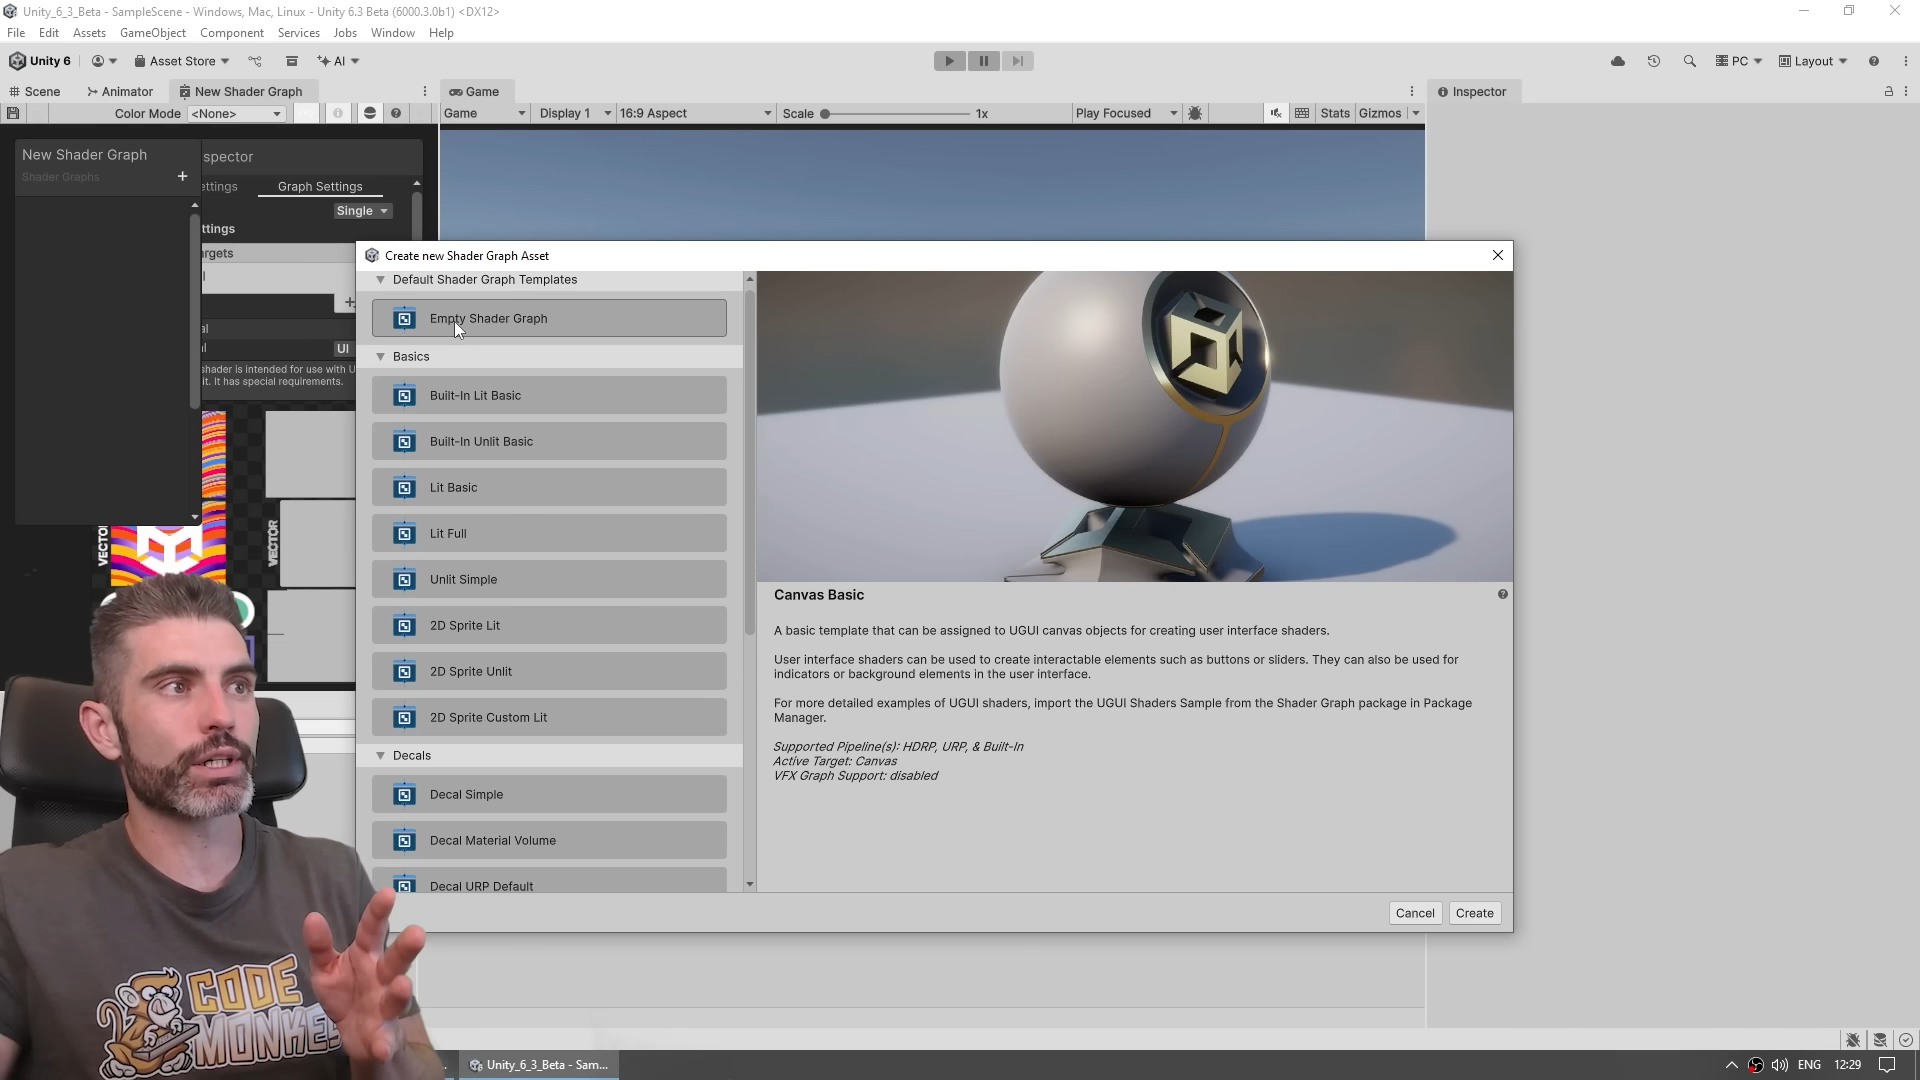 Unity_6_3_Beta - SampleScene - Windows, Mac, Linux - Unity 6.3 Beta (6000.3.0b1) <DX12>
File Edit Assets GameObject Component Services Jobs Window Help
Unity 6 Asset Store AI PC Layout
Scene Animator New Shader Graph Game Inspector
Color Mode <None> Game Display 1 16:9 Aspect Scale 1x Play Focused Stats Gizmos
New Shader Graph
Shader Graphs
+
spector
ettings Graph Settings
Single
ttings
argets
UI
shader is intended for use with U
it. It has special requirements.
VECTOR
VECTOR
Create new Shader Graph Asset
Default Shader Graph Templates
Empty Shader Graph
Basics
Built-In Lit Basic
Built-In Unlit Basic
Lit Basic
Lit Full
Unlit Simple
2D Sprite Lit
2D Sprite Unlit
2D Sprite Custom Lit
Decals
Decal Simple
Decal Material Volume
Decal URP Default
Canvas Basic
A basic template that can be assigned to UGUI canvas objects for creating user interface shaders.
User interface shaders can be used to create interactable elements such as buttons or sliders. They can also be used for
indicators or background elements in the user interface.
For more detailed examples of UGUI shaders, import the UGUI Shaders Sample from the Shader Graph package in Package
Manager.
Supported Pipeline(s): HDRP, URP, & Built-In
Active Target: Canvas
VFX Graph Support: disabled
Cancel Create
CODE
MONKE
Unity_6_3_Beta - Sam...
ENG 12:29